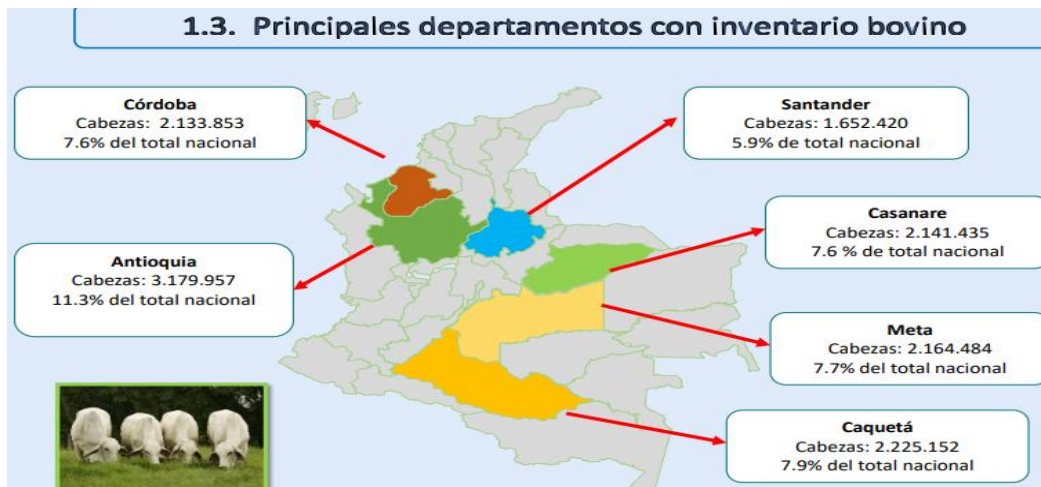 1.3. Principales departamentos con inventario bovino
Córdoba
Cabezas: 2.133.853
7.6% del total nacional
Santander
Cabezas: 1.652.420
5.9% de total nacional
Casanare
Cabezas: 2.141.435
7.6 % de total nacional
Antioquia
Cabezas: 3.179.957
11.3% del total nacional
Meta
Cabezas: 2.164.484
7.7% del total nacional
Caquetá
Cabezas: 2.225.152
7.9% del total nacional